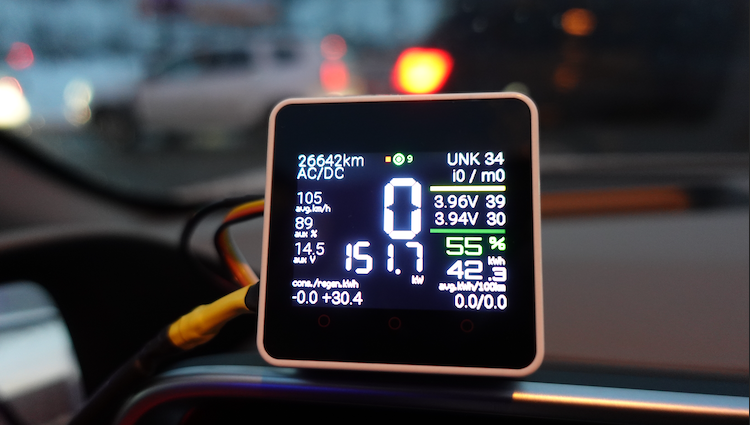 26642km 9 UNK 34
AC/DC i0 / m0
105 0 3.96V 39
avg.km/h 3.94V 30
89 55 %
aux %
14.5 151.7 kWh
aux V kW 42.3
cons./regen.kWh avg.kWh/100km
-0.0 +30.4 0.0/0.0